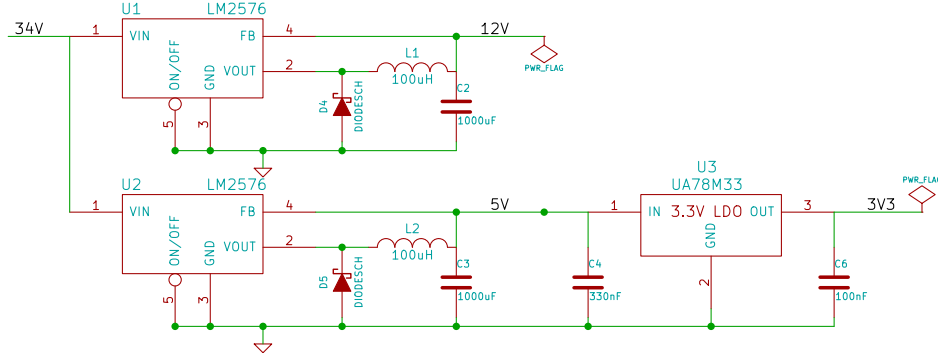 U1 LM2576
34V
1 VIN FB 4 12V
PWR_FLAG
ON/OFF
GND
VOUT 2
L1
100uH
D4
DIODESCH
C2
1000uF
5
3
U2 LM2576
1 VIN FB 4 5V
ON/OFF
GND
VOUT 2
L2
100uH
D5
DIODESCH
C3
1000uF
5
3
C4
330nF
U3
UA78M33
1 IN 3.3V LDO OUT 3
GND
2
PWR_FLAG
3V3
C6
100nF